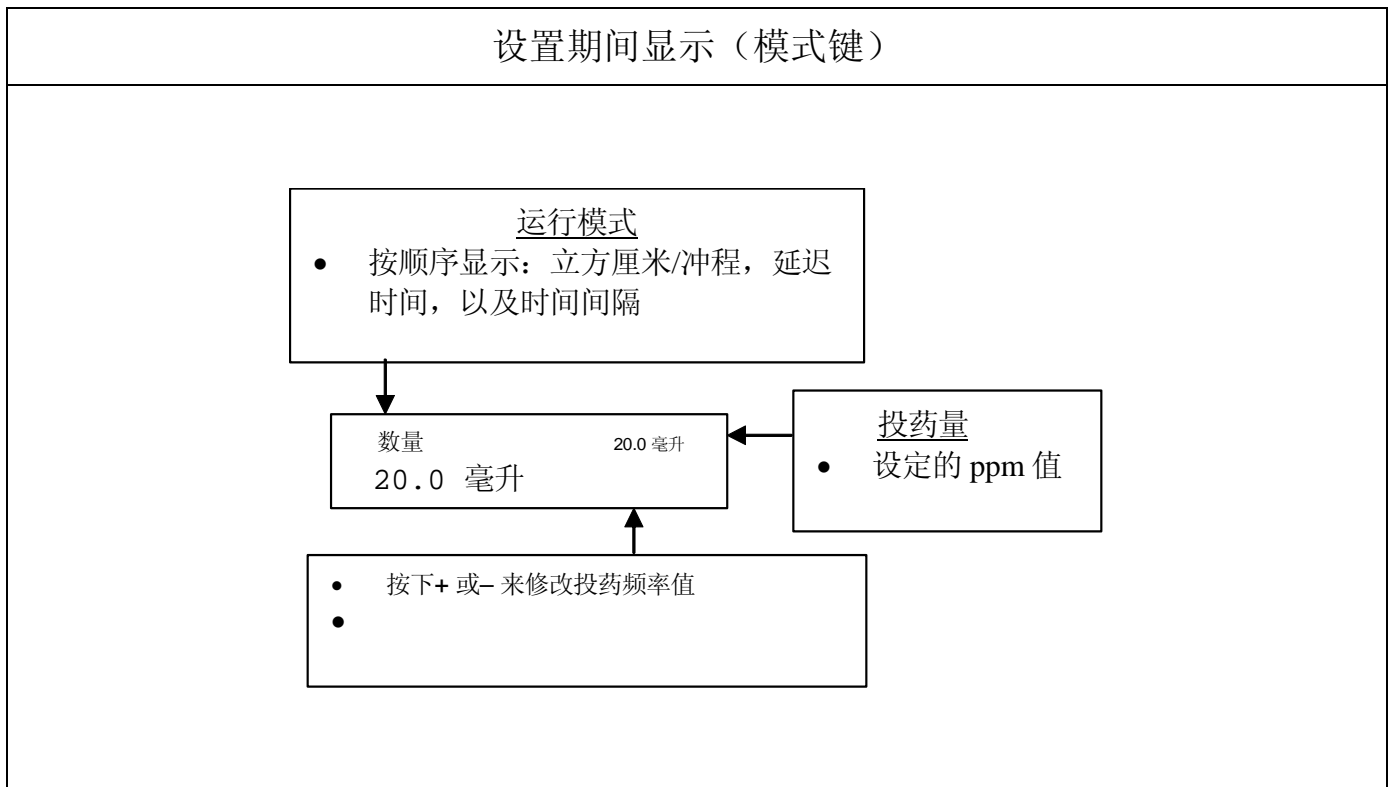 设置期间显示（模式键）
运行模式
● 按顺序显示：立方厘米/冲程，延迟
时间，以及时间间隔
数量 20.0 毫升
20.0 毫升
投药量
● 设定的 ppm 值
● 按下+ 或– 来修改投药频率值
●